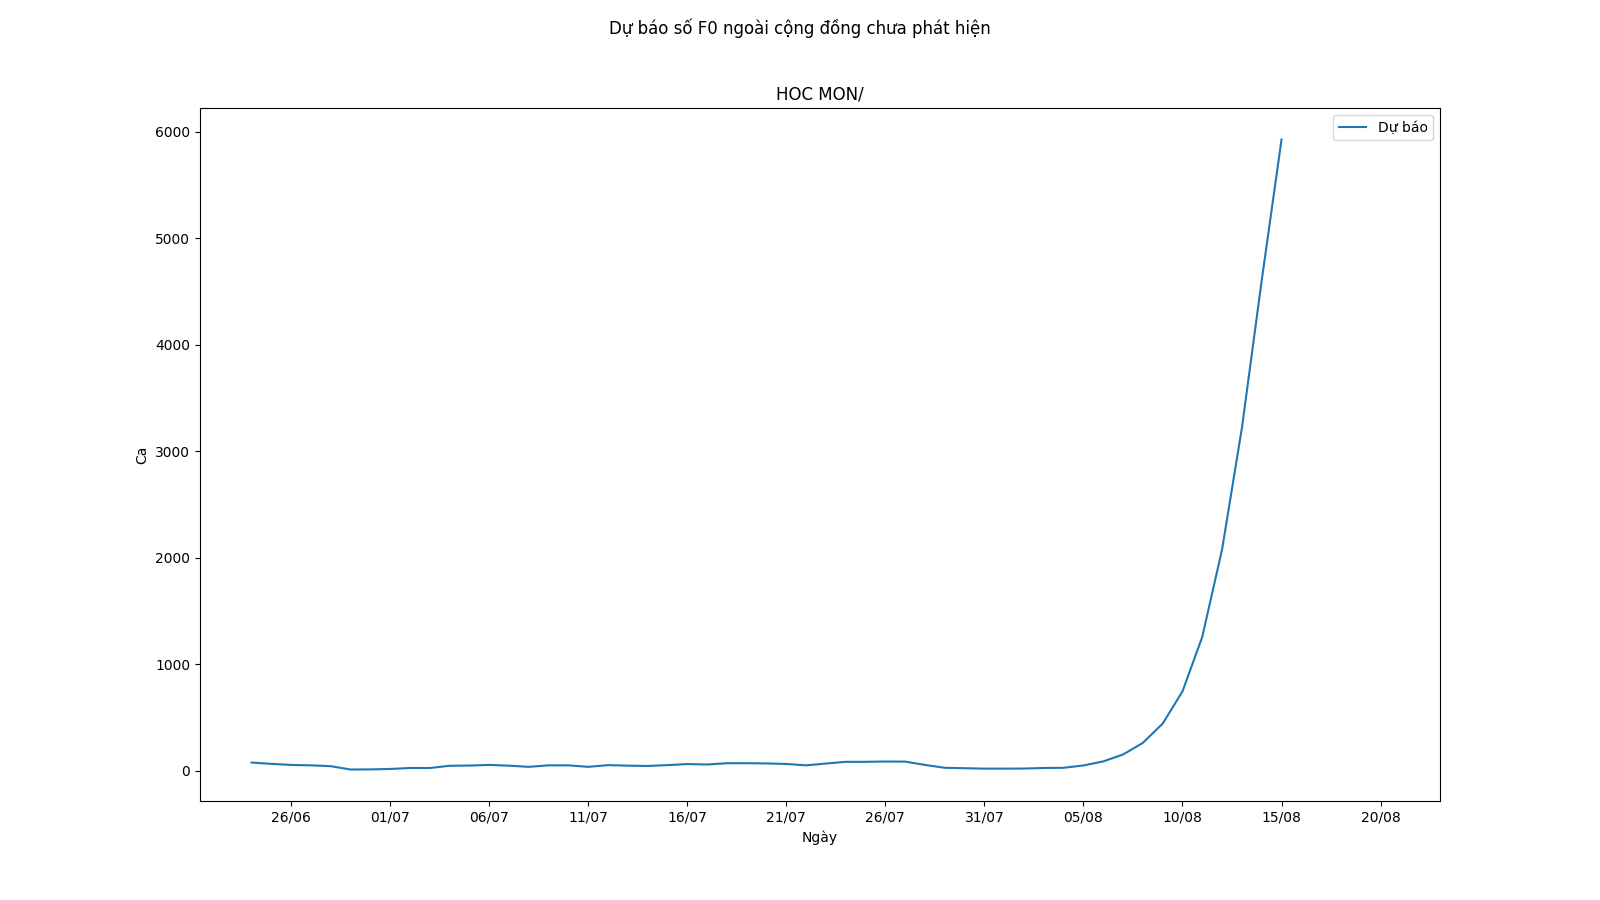 Dự báo số F0 ngoài cộng đồng chưa phát hiện
HOC MON/
Dự báo
6000
5000
4000
3000
2000
1000
0
Ca
26/06 01/07 06/07 11/07 16/07 21/07 26/07 31/07 05/08 10/08 15/08 20/08
Ngày